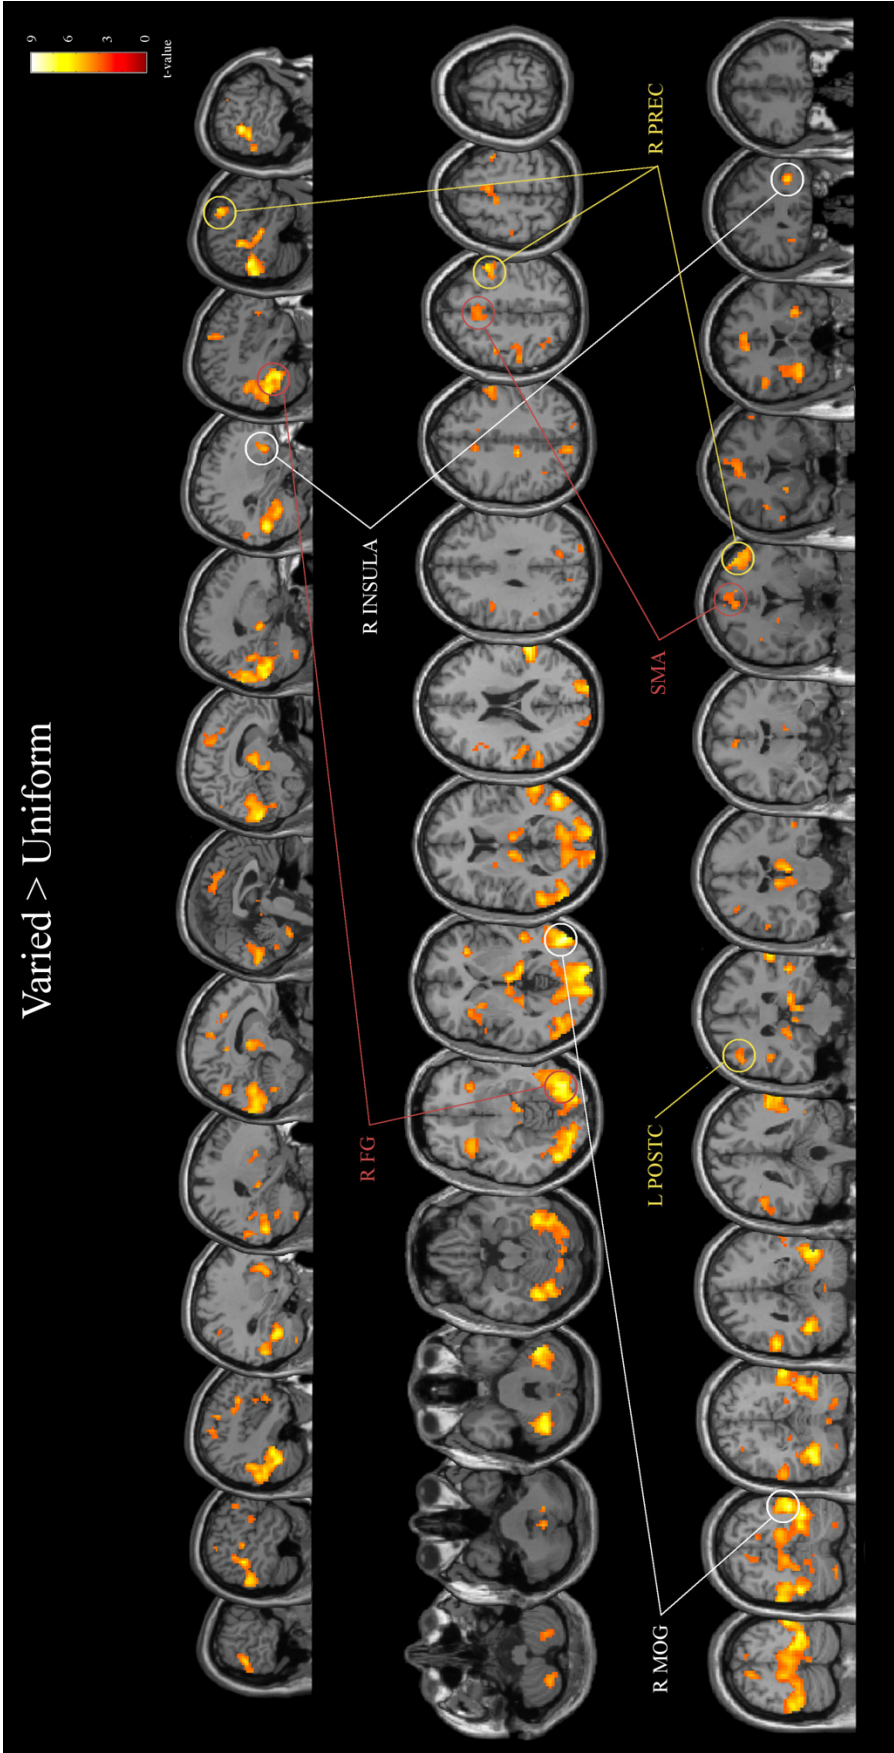 Varied > Uniform
9
6
3
0
t-value
R PREC
R INSULA
SMA
R FG
L POSTC
R MOG